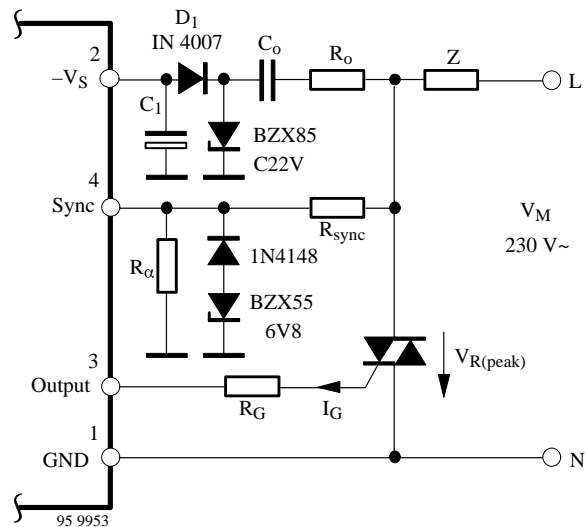 D1
IN 4007
2
–VS
C1
Co
Ro
Z
L
BZX85
C22V
4
Sync
Rα
Rsync
1N4148
BZX55
6V8
VM
230 V~
3
Output
RG
IG
VR(peak)
1
GND
N
95 9953